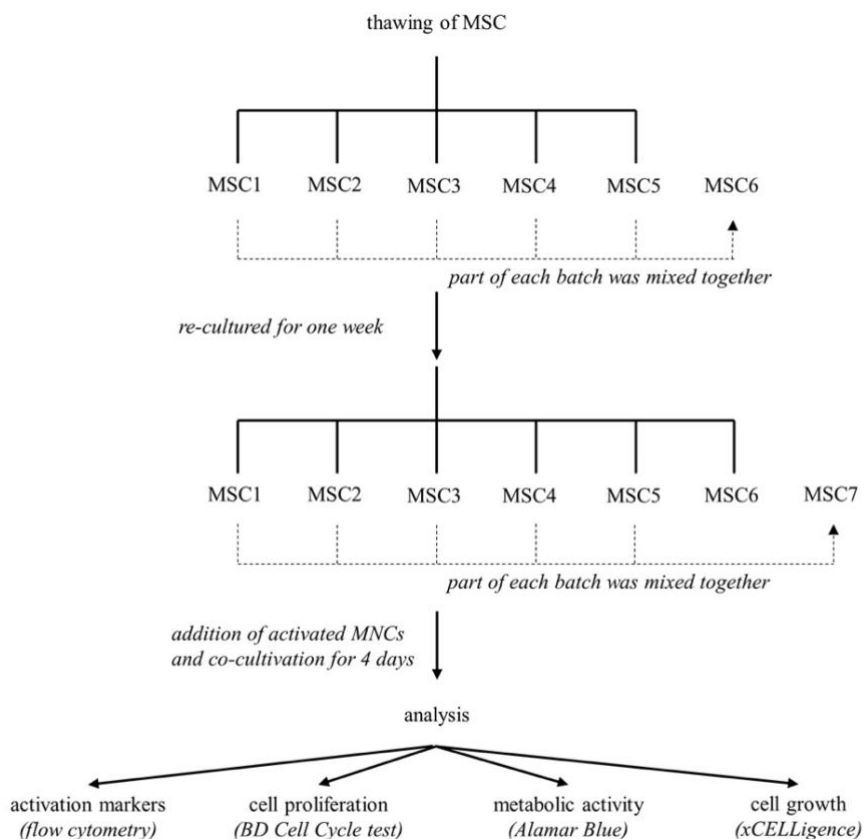 thawing of MSC
MSC1 MSC2 MSC3 MSC4 MSC5 MSC6
part of each batch was mixed together
re-cultured for one week
MSC1 MSC2 MSC3 MSC4 MSC5 MSC6 MSC7
part of each batch was mixed together
addition of activated MNCs
and co-cultivation for 4 days
analysis
activation markers cell proliferation metabolic activity cell growth
(flow cytometry) (BD Cell Cycle test) (Alamar Blue) (xCELLigence)